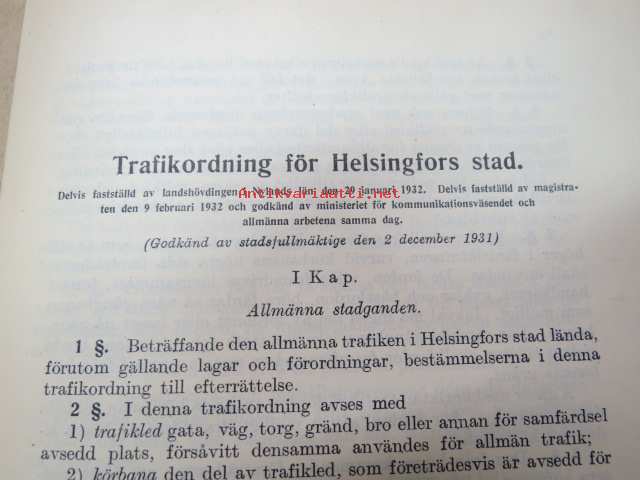 Trafikordning för Helsingfors stad.
Delvis fastställd av landshövdingen i Nylands län den 20 januari 1932. Delvis fastställd av magistra-
ten den 9 februari 1932 och godkänd av ministeriet för kommunikationsväsendet och
allmänna arbetena samma dag.
Antikvariaatti.net
(Godkänd av stadsfullmäktige den 2 december 1931)
I Kap.
Allmänna stadganden.
1 §. Beträffande den allmänna trafiken i Helsingfors stad lända,
förutom gällande lagar och förordningar, bestämmelserna i denna
trafikordning till efterrättelse.
2 §. I denna trafikordning avses med
1) trafikled gata, väg, torg, gränd, bro eller annan för samfärdsel
avsedd plats, försåvitt densamma användes för allmän trafik;
2) körbana den del av trafikled, som företrädesvis är avsedd för